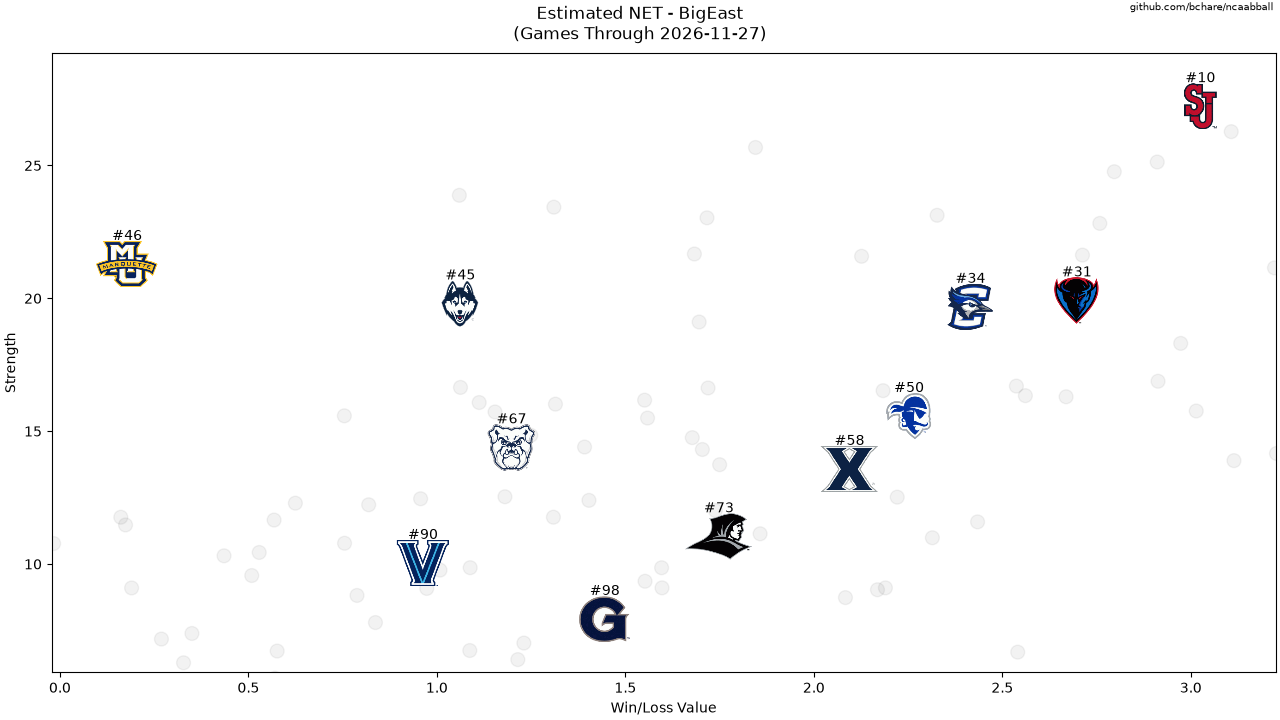 github.com/bchare/ncaabball
Estimated NET - BigEast
(Games Through 2026-11-27)
#10
#46
MARQUETTE
#45
#34
#31
#50
#67
#58
#73
#90
#98
25
20
15
10
Strength
0.0 0.5 1.0 1.5 2.0 2.5 3.0
Win/Loss Value